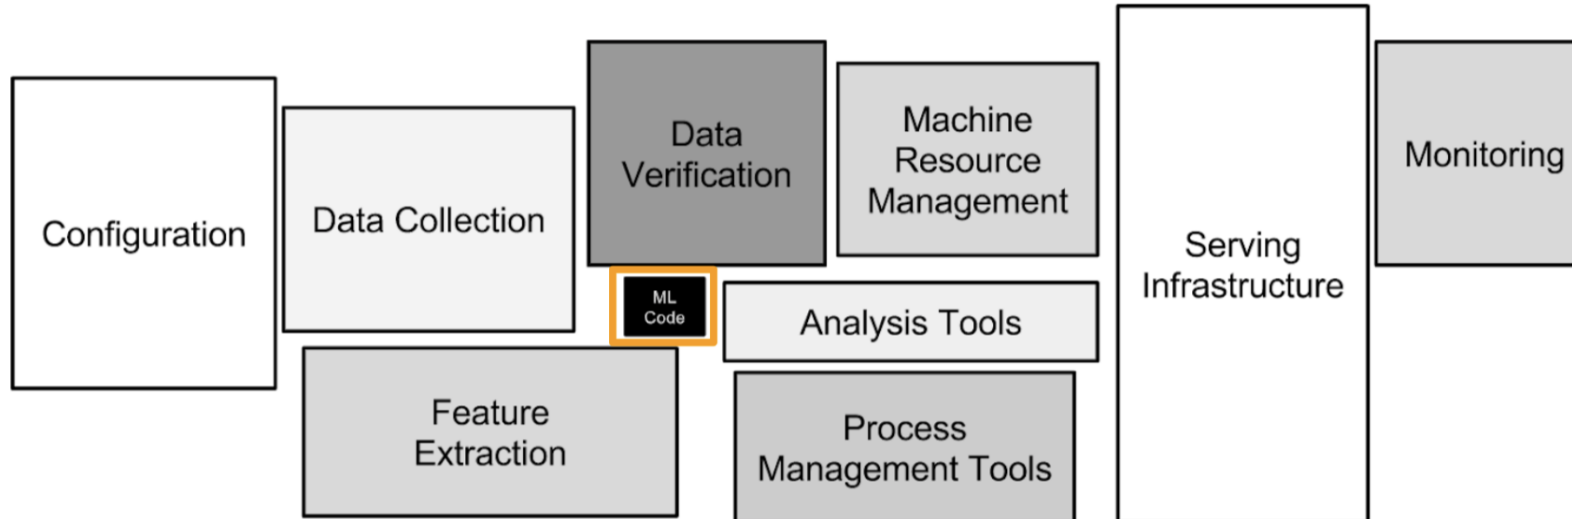 Configuration
Data Collection
Feature
Extraction
Data
Verification
ML
Code
Machine
Resource
Management
Analysis Tools
Process
Management Tools
Serving
Infrastructure
Monitoring